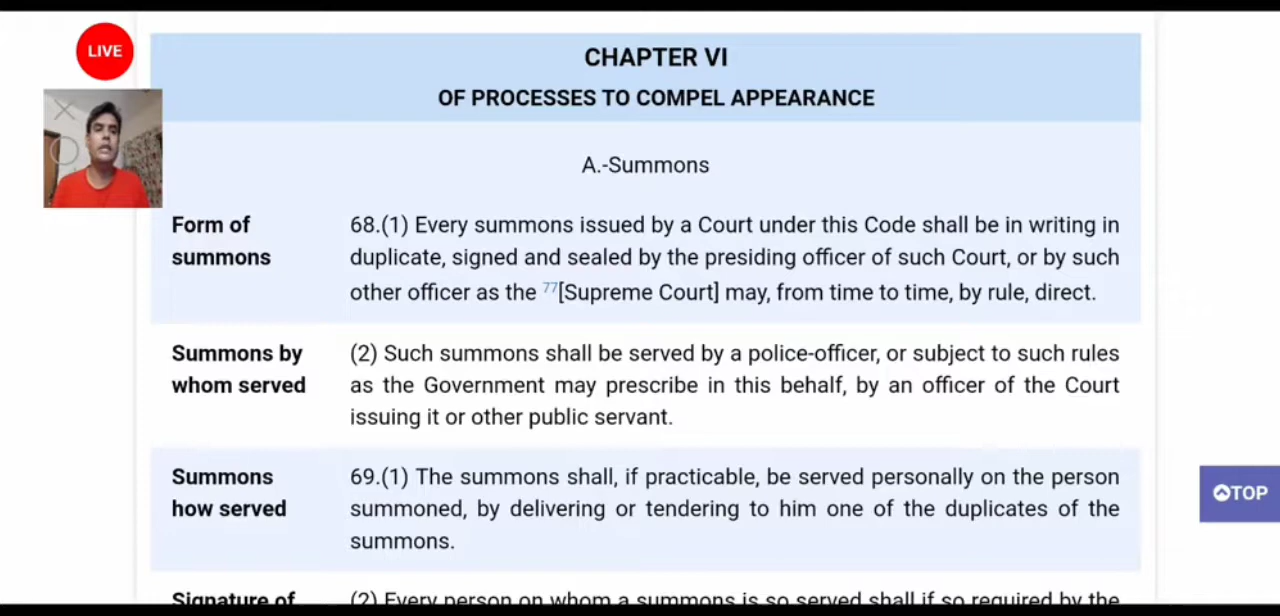 LIVE
CHAPTER VI
OF PROCESSES TO COMPEL APPEARANCE
A.-Summons
Form of summons
68.(1) Every summons issued by a Court under this Code shall be in writing in
duplicate, signed and sealed by the presiding officer of such Court, or by such
other officer as the 77[Supreme Court] may, from time to time, by rule, direct.
Summons by whom served
(2) Such summons shall be served by a police-officer, or subject to such rules
as the Government may prescribe in this behalf, by an officer of the Court
issuing it or other public servant.
Summons how served
69.(1) The summons shall, if practicable, be served personally on the person
summoned, by delivering or tendering to him one of the duplicates of the
summons.
TOP
Signature of
(2) Every person on whom a summons is so served shall if so required by the